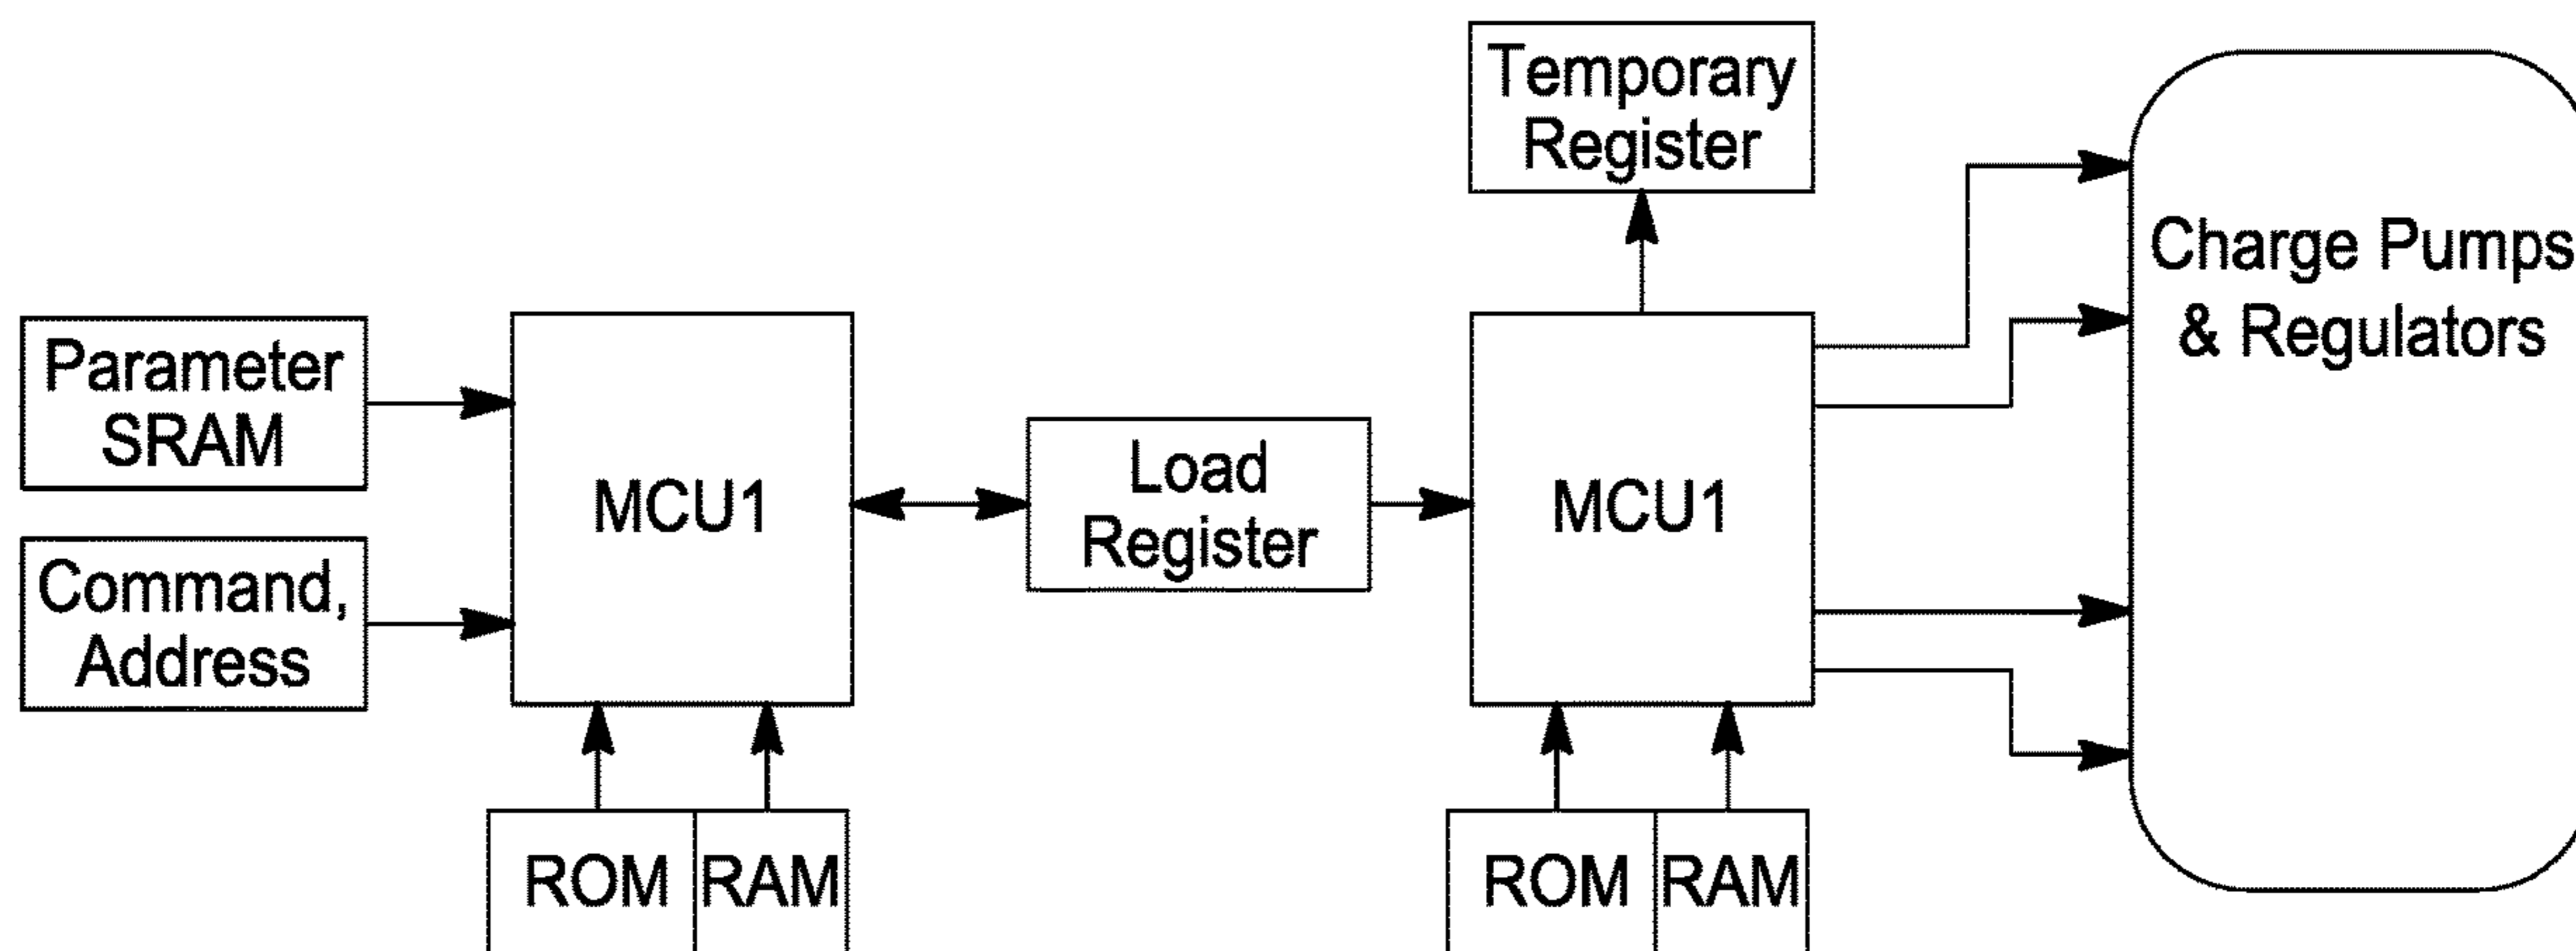 Temporary
Register
Charge Pumps
& Regulators
Parameter
SRAM
Command,
Address
MCU1
Load
Register
MCU1
ROM
RAM
ROM
RAM